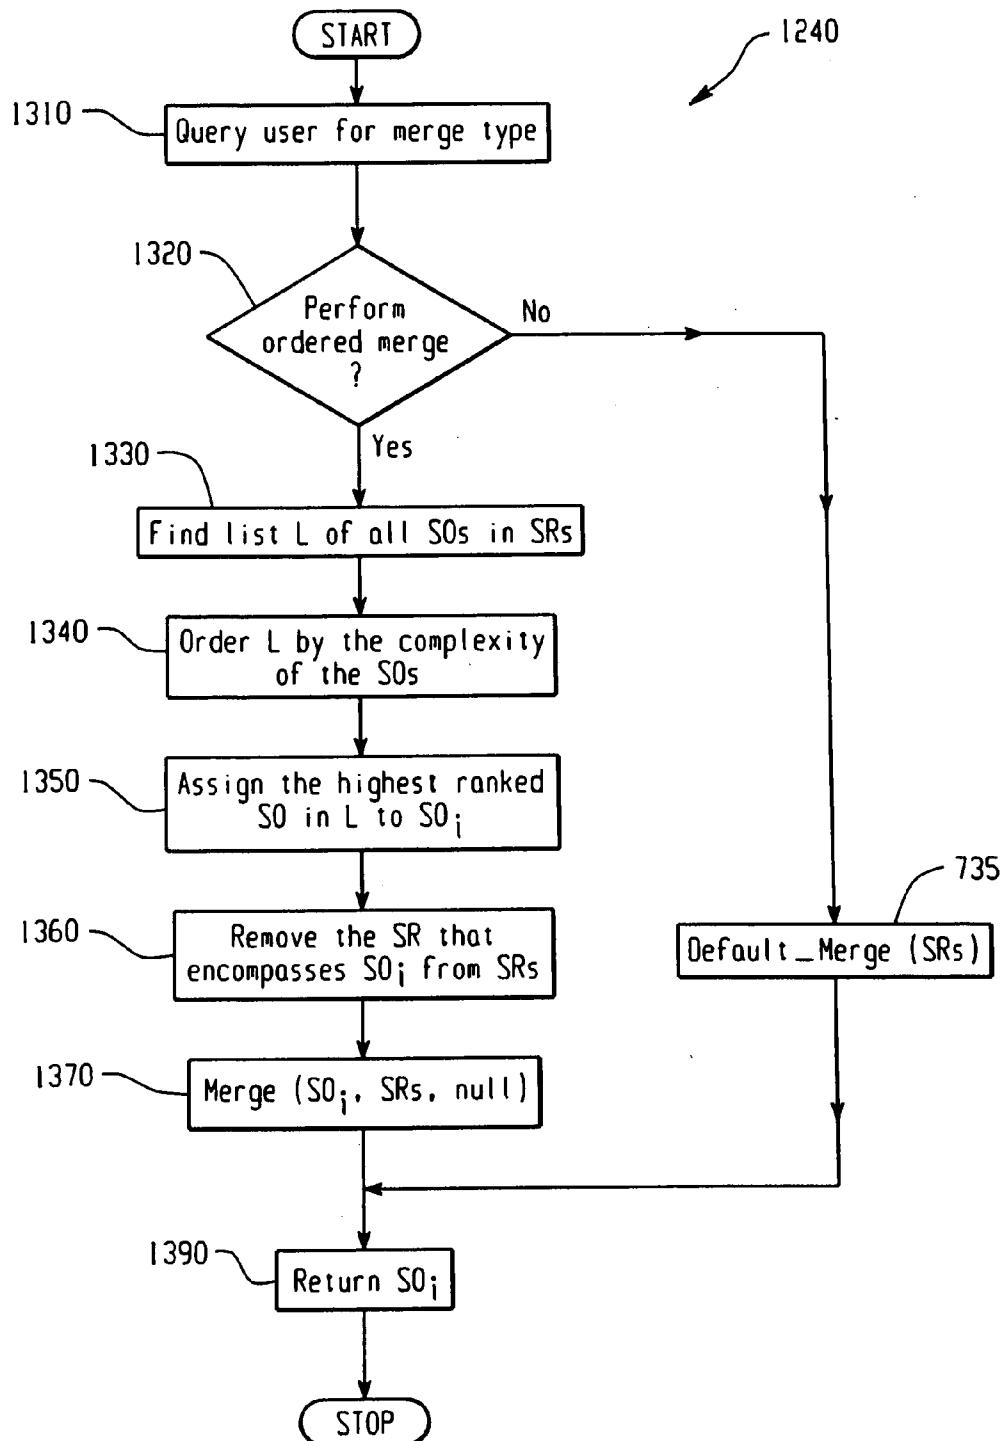 START
1240
1310
Query user for merge type
1320
Perform
ordered merge
?
No
Yes
1330
Find list L of all SOs in SRs
1340
Order L by the complexity
of the SOs
1350
Assign the highest ranked
SO in L to SOi
1360
Remove the SR that
encompasses SOi from SRs
735
Default_Merge (SRs)
1370
Merge (SOi, SRs, null)
1390
Return SOi
STOP